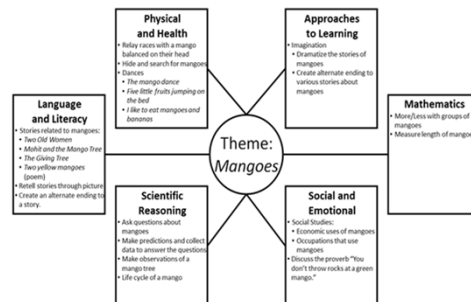 Physical
and Health
• Relay races with a mango
balanced on their head
• Hide and search for mangoes
• Dances
• The mango dance
• Five little fruits jumping on
the bed
• I like to eat mangoes and
bananas
Approaches
to Learning
• Imagination
• Dramatize the stories of
mangoes
• Create alternate ending to
various stories about
mangoes
Language
and Literacy
• Stories related to mangoes:
• Two Old Women
• Mohit and the Mango Tree
• The Giving Tree
• Two yellow mangoes
(poem)
• Retell stories through picture
• Create an alternate ending to
a story.
Theme:
Mangoes
Mathematics
• More/Less with groups of
mangoes
• Measure length of mangoes
Scientific
Reasoning
• Ask questions about
mangoes
• Make predictions and collect
data to answer the questions
• Make observations of a
mango tree
• Life cycle of a mango
Social and
Emotional
• Social Studies:
• Economic uses of mangoes
• Occupations that use
mangoes
• Discuss the proverb "You
don't throw rocks at a green
mango."